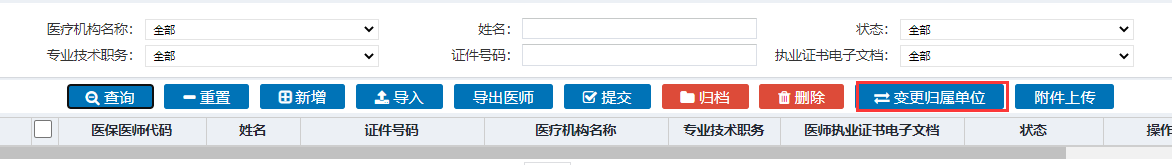 医疗机构名称： 全部 姓名： 状态： 全部
专业技术职务： 全部 证件号码： 执业证书电子文档： 全部
查询 重置 新增 导入 导出医师 提交 归档 删除 变更归属单位 附件上传
医保医师代码 姓名 证件号码 医疗机构名称 专业技术职务 医师执业证书电子文档 状态 操作